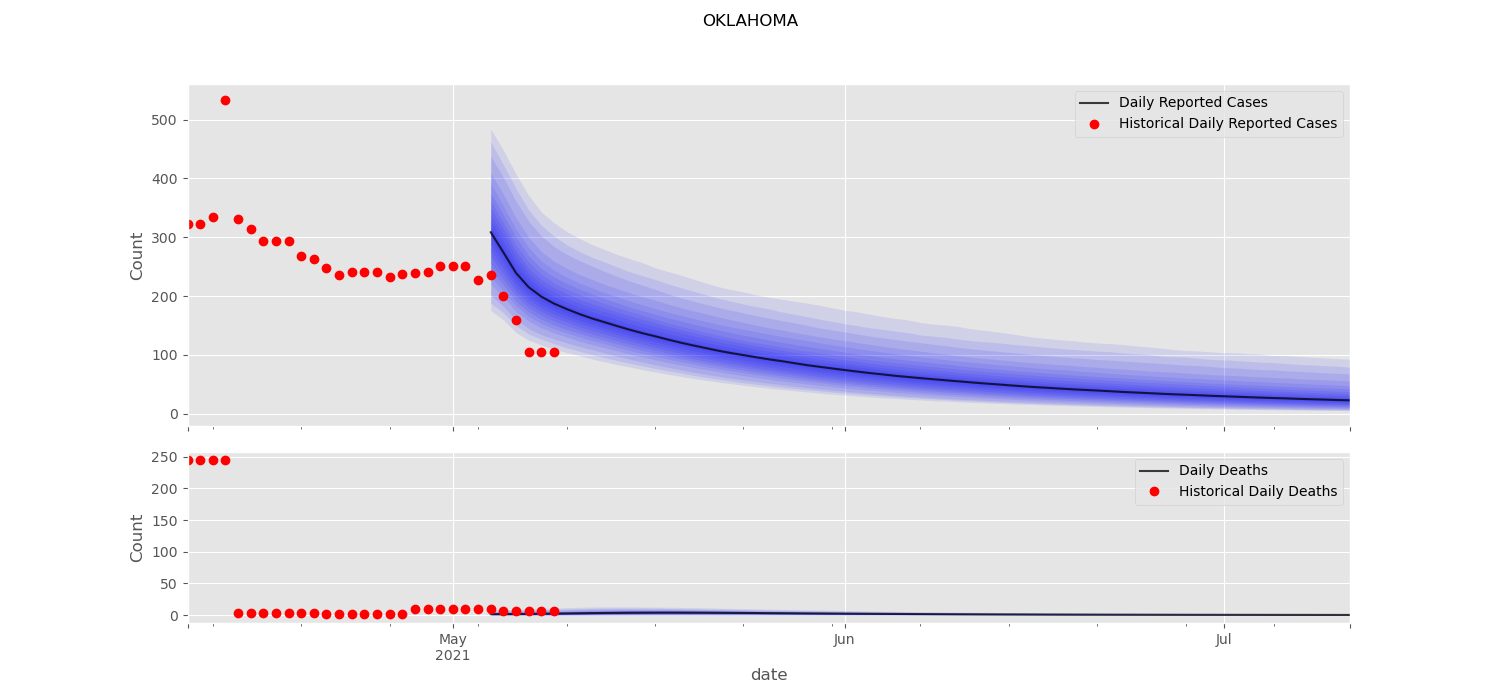 OKLAHOMA
Daily Reported Cases
Historical Daily Reported Cases
500
400
300
200
100
0
Count
Daily Deaths
Historical Daily Deaths
250
200
150
100
50
0
Count
May
2021
Jun
Jul
date